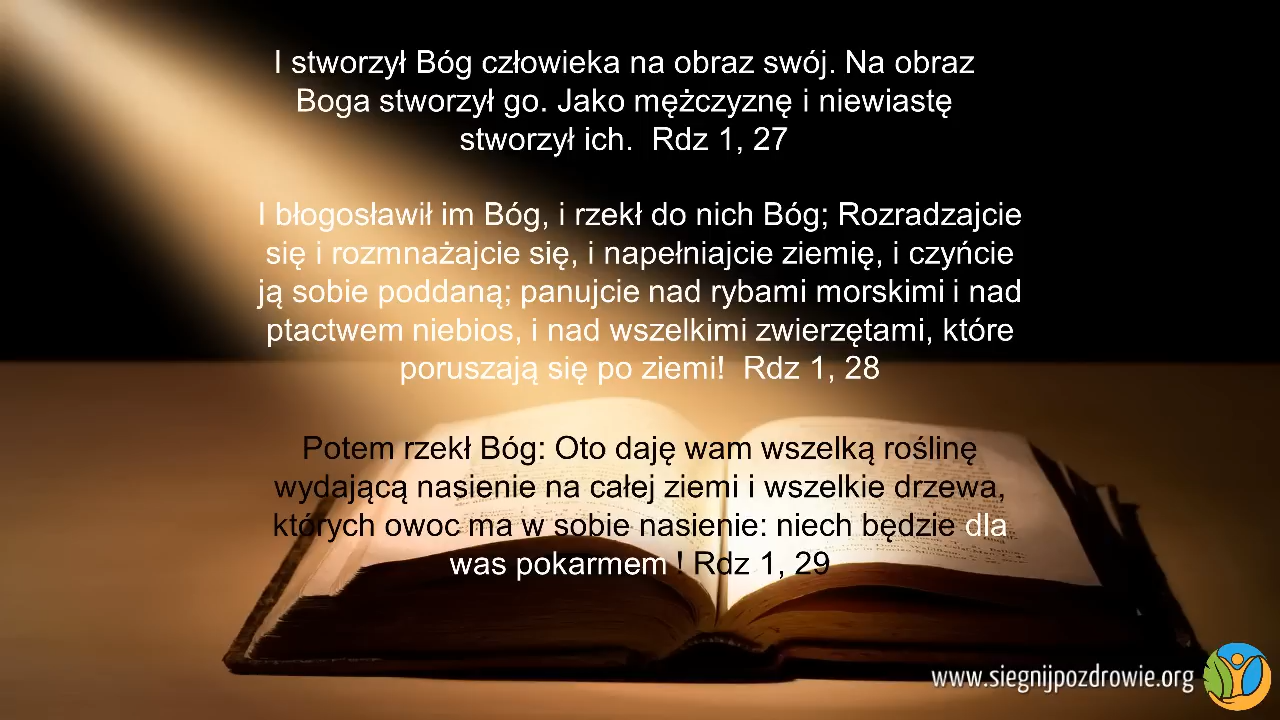 I stworzył Bóg człowieka na obraz swój. Na obraz
Boga stworzył go. Jako mężczyznę i niewiastę
stworzył ich. Rdz 1, 27
I błogosławił im Bóg, i rzekł do nich Bóg; Rozradzajcie
się i rozmnażajcie się, i napełniajcie ziemię, i czyńcie
ją sobie poddaną; panujcie nad rybami morskimi i nad
ptactwem niebios, i nad wszelkimi zwierzętami, które
poruszają się po ziemi! Rdz 1, 28
Potem rzekł Bóg: Oto daję wam wszelką roślinę
wydającą nasienie na całej ziemi i wszelkie drzewa,
których owoc ma w sobie nasienie: niech będzie dla
was pokarmem ! Rdz 1, 29
www.siegnijpozdrowie.org